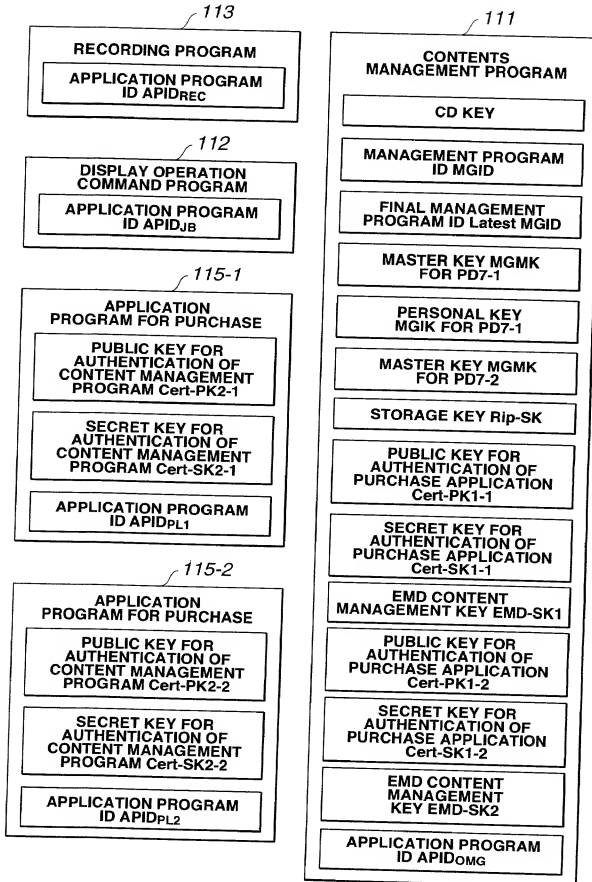 113
RECORDING PROGRAM
APPLICATION PROGRAM
ID APIDREC
112
DISPLAY OPERATION
COMMAND PROGRAM
APPLICATION PROGRAM
ID APIDJB
115-1
APPLICATION
PROGRAM FOR PURCHASE
PUBLIC KEY FOR
AUTHENTICATION OF
CONTENT MANAGEMENT
PROGRAM Cert-PK2-1
SECRET KEY FOR
AUTHENTICATION OF
CONTENT MANAGEMENT
PROGRAM Cert-SK2-1
APPLICATION PROGRAM
ID APIDPL1
115-2
APPLICATION
PROGRAM FOR PURCHASE
PUBLIC KEY FOR
AUTHENTICATION OF
CONTENT MANAGEMENT
PROGRAM Cert-PK2-2
SECRET KEY FOR
AUTHENTICATION OF
CONTENT MANAGEMENT
PROGRAM Cert-SK2-2
APPLICATION PROGRAM
ID APIDPL2
111
CONTENTS
MANAGEMENT PROGRAM
CD KEY
MANAGEMENT PROGRAM
ID MGID
FINAL MANAGEMENT
PROGRAM ID Latest MGID
MASTER KEY MGMK
FOR PD7-1
PERSONAL KEY
MGIK FOR PD7-1
MASTER KEY MGMK
FOR PD7-2
STORAGE KEY Rip-SK
PUBLIC KEY FOR
AUTHENTICATION OF
PURCHASE APPLICATION
Cert-PK1-1
SECRET KEY FOR
AUTHENTICATION OF
PURCHASE APPLICATION
Cert-SK1-1
EMD CONTENT
MANAGEMENT KEY EMD-SK1
PUBLIC KEY FOR
AUTHENTICATION OF
PURCHASE APPLICATION
Cert-PK1-2
SECRET KEY FOR
AUTHENTICATION OF
PURCHASE APPLICATION
Cert-SK1-2
EMD CONTENT
MANAGEMENT
KEY EMD-SK2
APPLICATION PROGRAM
ID APIDOMG